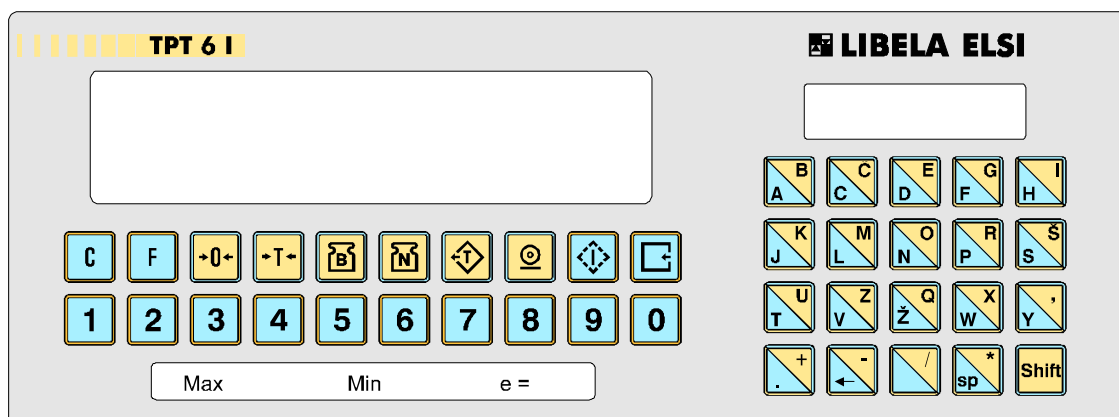 TPT 6 I
LIBELA ELSI
B Č E G I
A C D F H
K M O R Š
J L N P S
U Z Q X ,
T V Ž W Y
+ - / *
. ← sp Shift
C F →0← →T← B N T I
1 2 3 4 5 6 7 8 9 0
Max Min e =